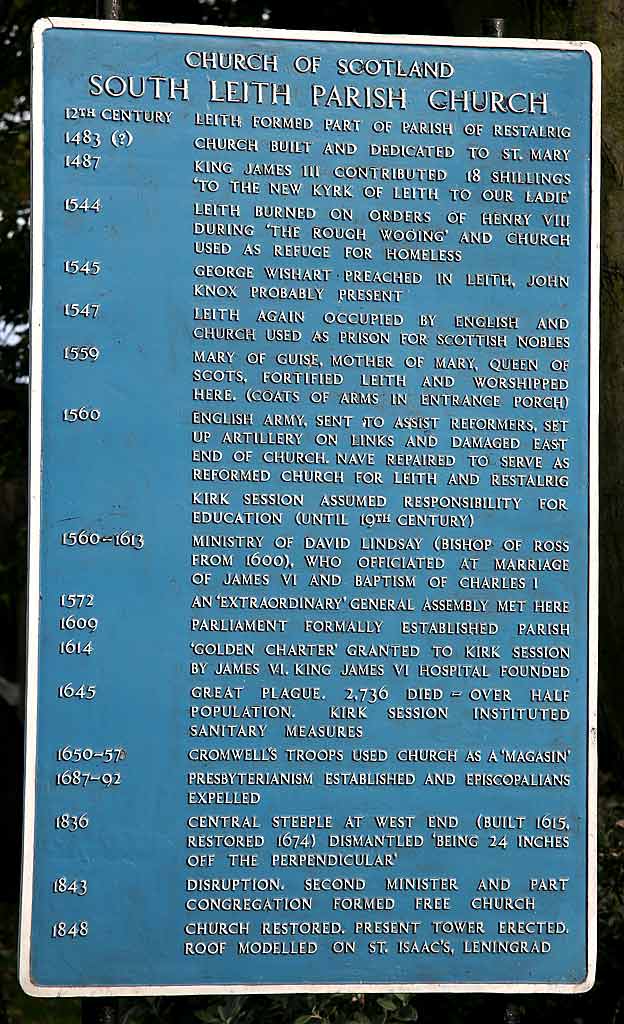 CHURCH OF SCOTLAND
SOUTH LEITH PARISH CHURCH
12TH CENTURY LEITH FORMED PART OF PARISH OF RESTALRIG
1483 (?) CHURCH BUILT AND DEDICATED TO ST. MARY
1487 KING JAMES III CONTRIBUTED 18 SHILLINGS
'TO THE NEW KYRK OF LEITH TO OUR LADIE'
1544 LEITH BURNED ON ORDERS OF HENRY VIII
DURING 'THE ROUGH WOOING' AND CHURCH
USED AS REFUGE FOR HOMELESS
1545 GEORGE WISHART PREACHED IN LEITH, JOHN
KNOX PROBABLY PRESENT
1547 LEITH AGAIN OCCUPIED BY ENGLISH AND
CHURCH USED AS PRISON FOR SCOTTISH NOBLES
1559 MARY OF GUISE, MOTHER OF MARY, QUEEN OF
SCOTS, FORTIFIED LEITH AND WORSHIPPED
HERE. (COATS OF ARMS IN ENTRANCE PORCH)
1560 ENGLISH ARMY, SENT TO ASSIST REFORMERS, SET
UP ARTILLERY ON LINKS AND DAMAGED EAST
END OF CHURCH. NAVE REPAIRED TO SERVE AS
REFORMED CHURCH FOR LEITH AND RESTALRIG
KIRK SESSION ASSUMED RESPONSIBILITY FOR
EDUCATION (UNTIL 19TH CENTURY)
1560-1613 MINISTRY OF DAVID LINDSAY (BISHOP OF ROSS
FROM 1600), WHO OFFICIATED AT MARRIAGE
OF JAMES VI AND BAPTISM OF CHARLES I
1572 AN 'EXTRAORDINARY' GENERAL ASSEMBLY MET HERE
1609 PARLIAMENT FORMALLY ESTABLISHED PARISH
1614 'GOLDEN CHARTER' GRANTED TO KIRK SESSION
BY JAMES VI. KING JAMES VI HOSPITAL FOUNDED
1645 GREAT PLAGUE. 2,736 DIED - OVER HALF
POPULATION. KIRK SESSION INSTITUTED
SANITARY MEASURES
1650-57 CROMWELL'S TROOPS USED CHURCH AS A 'MAGASIN'
1687-92 PRESBYTERIANISM ESTABLISHED AND EPISCOPALIANS
EXPELLED
1836 CENTRAL STEEPLE AT WEST END (BUILT 1615,
RESTORED 1674) DISMANTLED 'BEING 24 INCHES
OFF THE PERPENDICULAR'
1843 DISRUPTION. SECOND MINISTER AND PART
CONGREGATION FORMED FREE CHURCH
1848 CHURCH RESTORED. PRESENT TOWER ERECTED.
ROOF MODELLED ON ST. ISAAC'S, LENINGRAD